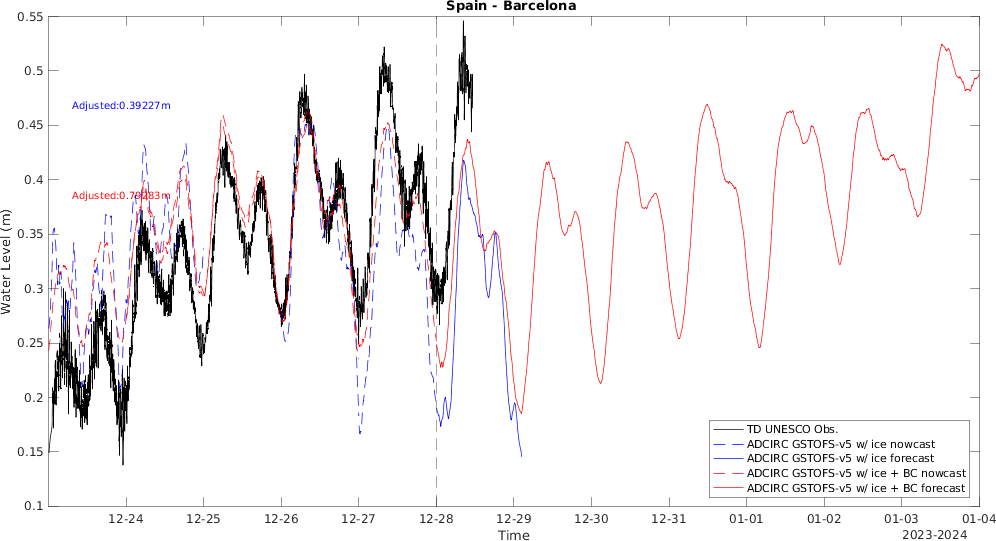 Spain - Barcelona
0.55
0.5
0.45
0.4
0.35
0.3
0.25
0.2
0.15
0.1
Water Level (m)
Adjusted:0.39227m
Adjusted:0.79283m
TD UNESCO Obs.
ADCIRC GSTOFS-v5 w/ ice nowcast
ADCIRC GSTOFS-v5 w/ ice forecast
ADCIRC GSTOFS-v5 w/ ice + BC nowcast
ADCIRC GSTOFS-v5 w/ ice + BC forecast
12-24 12-25 12-26 12-27 12-28 12-29 12-30 12-31 01-01 01-02 01-03 01-04
Time
2023-2024